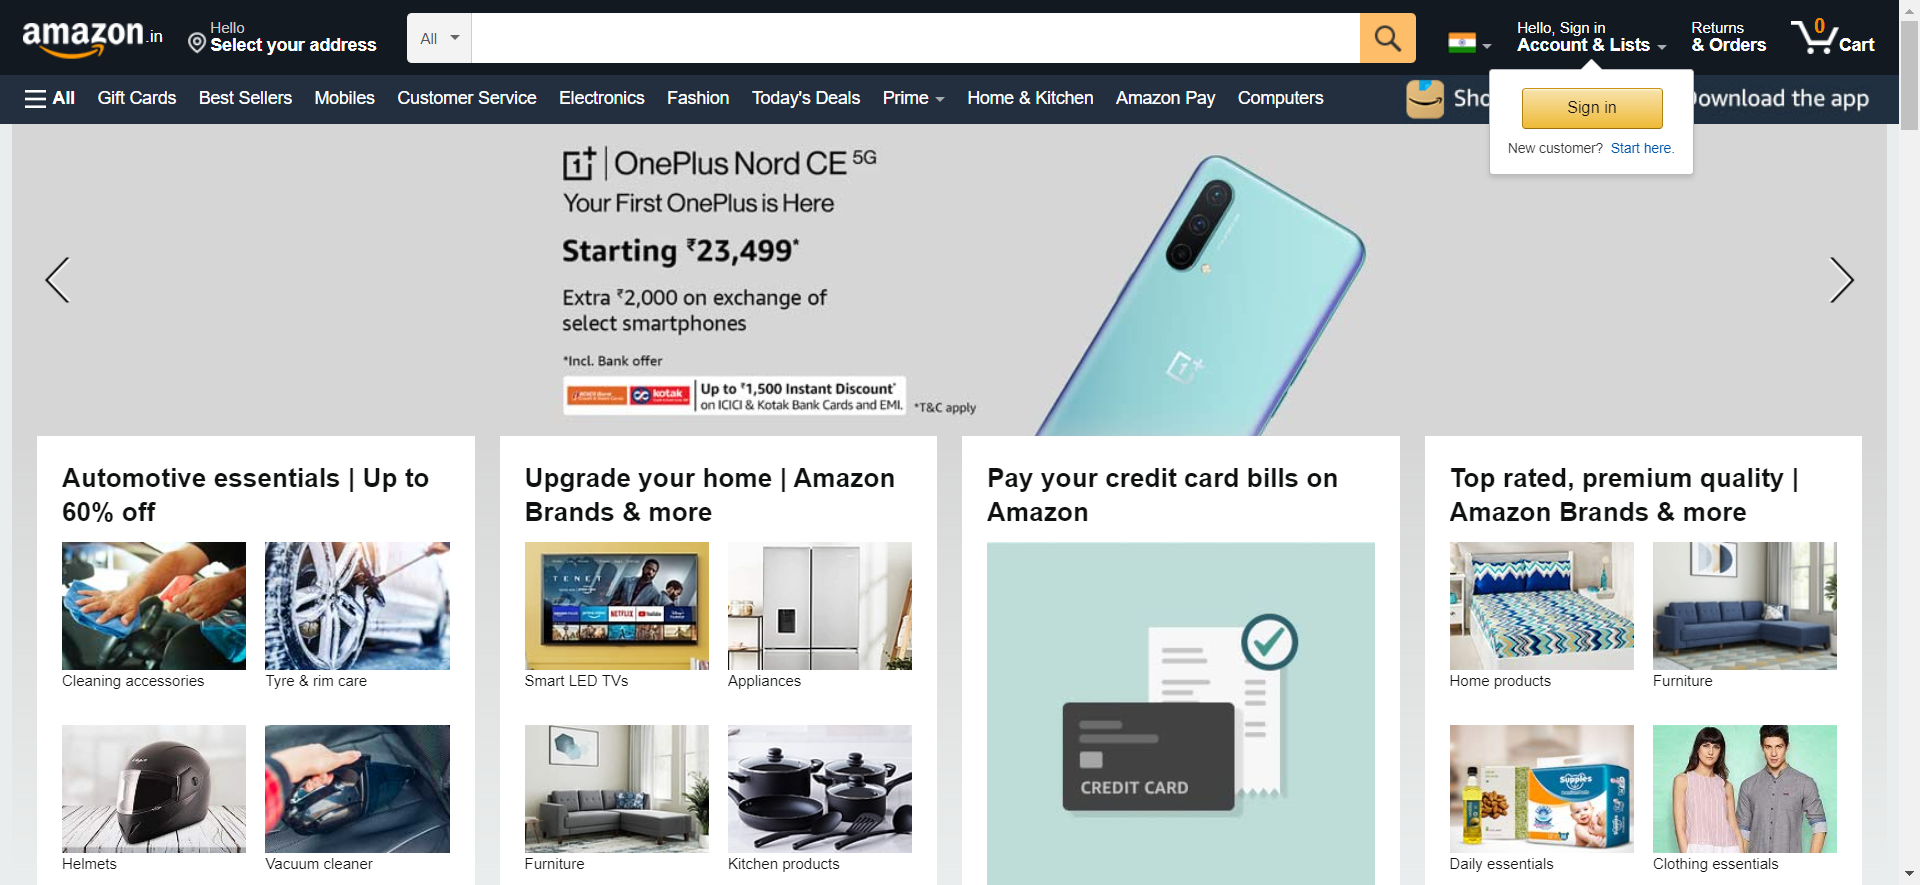 amazon.in
Hello
Select your address
All
Hello, Sign in
Account & Lists
Returns
& Orders
0
Cart
All
Gift Cards
Best Sellers
Mobiles
Customer Service
Electronics
Fashion
Today's Deals
Prime
Home & Kitchen
Amazon Pay
Computers
Sho
ownload the app
Sign in
New customer? Start here.
1+ | OnePlus Nord CE 5G
Your First OnePlus is Here
Starting ₹23,499*
Extra ₹2,000 on exchange of
select smartphones
*Incl. Bank offer
kotak
Up to ₹1,500 Instant Discount*
on ICICI & Kotak Bank Cards and EMI.
*T&C apply
Automotive essentials | Up to
60% off
Cleaning accessories
Tyre & rim care
Helmets
Vacuum cleaner
Upgrade your home | Amazon
Brands & more
TENET
NETFLIX
Smart LED TVs
Appliances
Furniture
Kitchen products
Pay your credit card bills on
Amazon
CREDIT CARD
Top rated, premium quality |
Amazon Brands & more
Home products
Furniture
Supples
Daily essentials
Clothing essentials